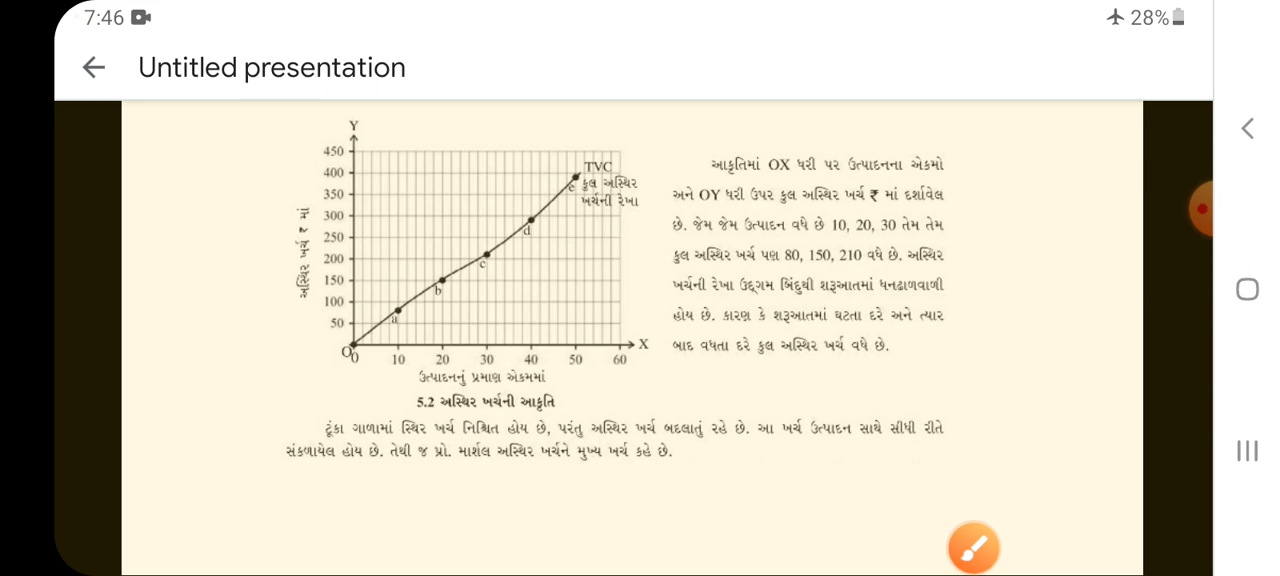 7:46
28%
Untitled presentation
Y
450
400
350
300
250
200
150
100
50
અસ્થિર ખર્ચ ₹ માં
TVC
કુલ અસ્થિર
ખર્ચની રેખા
e
d
c
b
a
O
0
10 20 30 40 50 60
X
ઉત્પાદનનું પ્રમાણ એકમમાં
5.2 અસ્થિર ખર્ચની આકૃતિ
આકૃતિમાં OX ધરી પર ઉત્પાદનના એકમો
અને OY ધરી ઉપર કુલ અસ્થિર ખર્ચ ₹ માં દર્શાવેલ
છે. જેમ જેમ ઉત્પાદન વધે છે 10, 20, 30 તેમ તેમ
કુલ અસ્થિર ખર્ચ પણ 80, 150, 210 વધે છે. અસ્થિર
ખર્ચની રેખા ઉદ્ગમ બિંદુથી શરૂઆતમાં ધનઢાળવાળી
હોય છે. કારણ કે શરૂઆતમાં ઘટતા દરે અને ત્યાર
બાદ વધતા દરે કુલ અસ્થિર ખર્ચ વધે છે.
ટૂંકા ગાળામાં સ્થિર ખર્ચ નિશ્ચિત હોય છે, પરંતુ અસ્થિર ખર્ચ બદલાતું રહે છે. આ ખર્ચ ઉત્પાદન સાથે સીધી રીતે
સંકળાયેલ હોય છે. તેથી જ પ્રો. માર્શલ અસ્થિર ખર્ચને મુખ્ય ખર્ચ કહે છે.